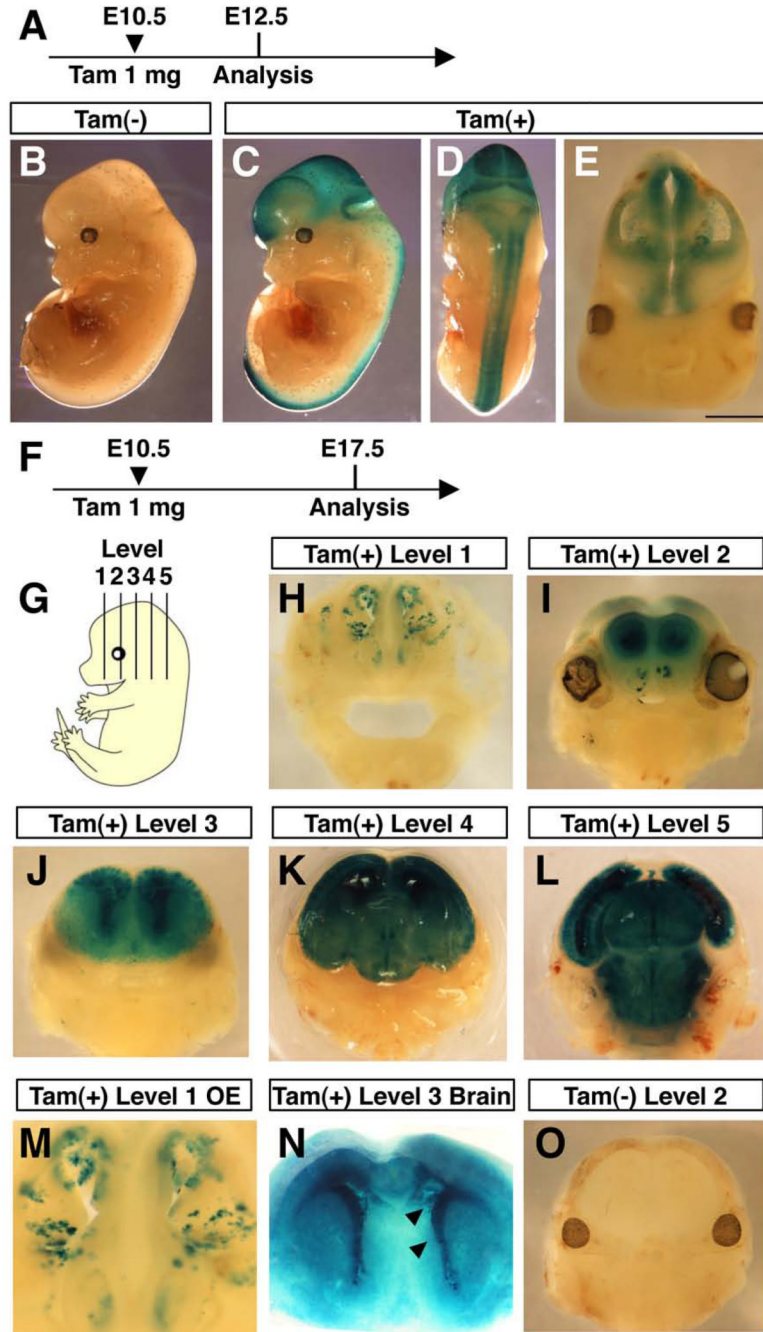 A
E10.5 E12.5
Tam 1 mg Analysis
Tam(-) Tam(+)
B C D E
F
E10.5 E17.5
Tam 1 mg Analysis
G
Level
1 2 3 4 5
Tam(+) Level 1 Tam(+) Level 2
H I
Tam(+) Level 3 Tam(+) Level 4 Tam(+) Level 5
J K L
Tam(+) Level 1 OE Tam(+) Level 3 Brain Tam(-) Level 2
M N O